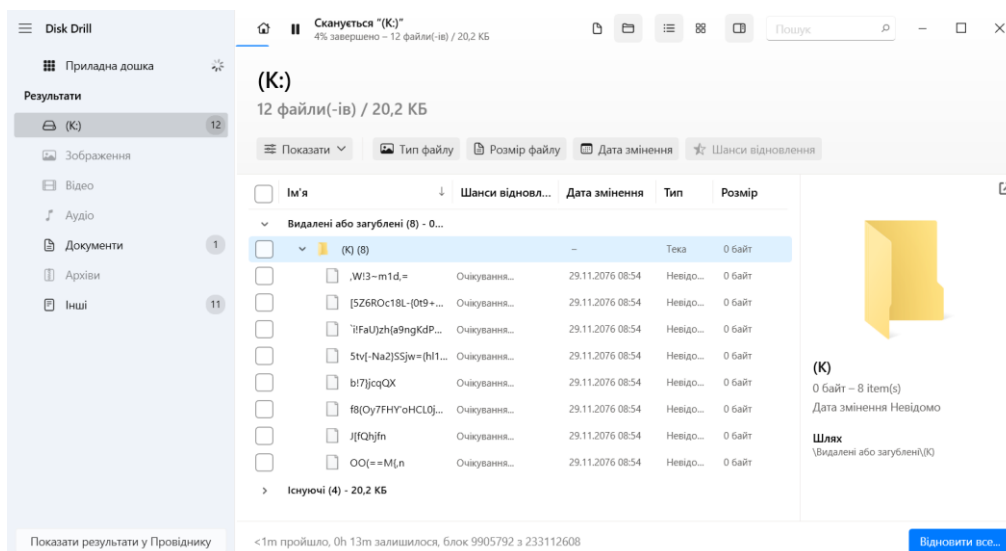 Disk Drill
Сканується "(K:)"
4% завершено – 12 файли(-ів) / 20,2 КБ
Пошук
Приладна дошка
Результати
(K:)
12
Зображення
Відео
Аудіо
Документи
1
Архіви
Інші
11
Показати результати у Провіднику
(K:)
12 файли(-ів) / 20,2 КБ
Показати
Тип файлу
Розмір файлу
Дата змінення
Шанси відновлення
Ім'я Шанси відновл... Дата змінення Тип Розмір
Видалені або загублені (8) - 0...
(K) (8) – Тека 0 байт
,W!3~m1d,= Очікування... 29.11.2076 08:54 Невідо... 0 байт
[5Z6ROc18L-{0t9+... Очікування... 29.11.2076 08:54 Невідо... 0 байт
`i!FaU)zh(a9ngKdP... Очікування... 29.11.2076 08:54 Невідо... 0 байт
5tv[-Na2}SSjw=(hl1... Очікування... 29.11.2076 08:54 Невідо... 0 байт
b!7)jcqQX Очікування... 29.11.2076 08:54 Невідо... 0 байт
f8(Oy7FHY'oHCL0j... Очікування... 29.11.2076 08:54 Невідо... 0 байт
J[fQhjfn Очікування... 29.11.2076 08:54 Невідо... 0 байт
OO(==M{,n Очікування... 29.11.2076 08:54 Невідо... 0 байт
Існуючі (4) - 20,2 КБ
(K)
0 байт – 8 item(s)
Дата змінення Невідомо
Шлях
\Видалені або загублені\(K)
<1m пройшло, 0h 13m залишилося, блок 9905792 з 233112608
Відновити все...